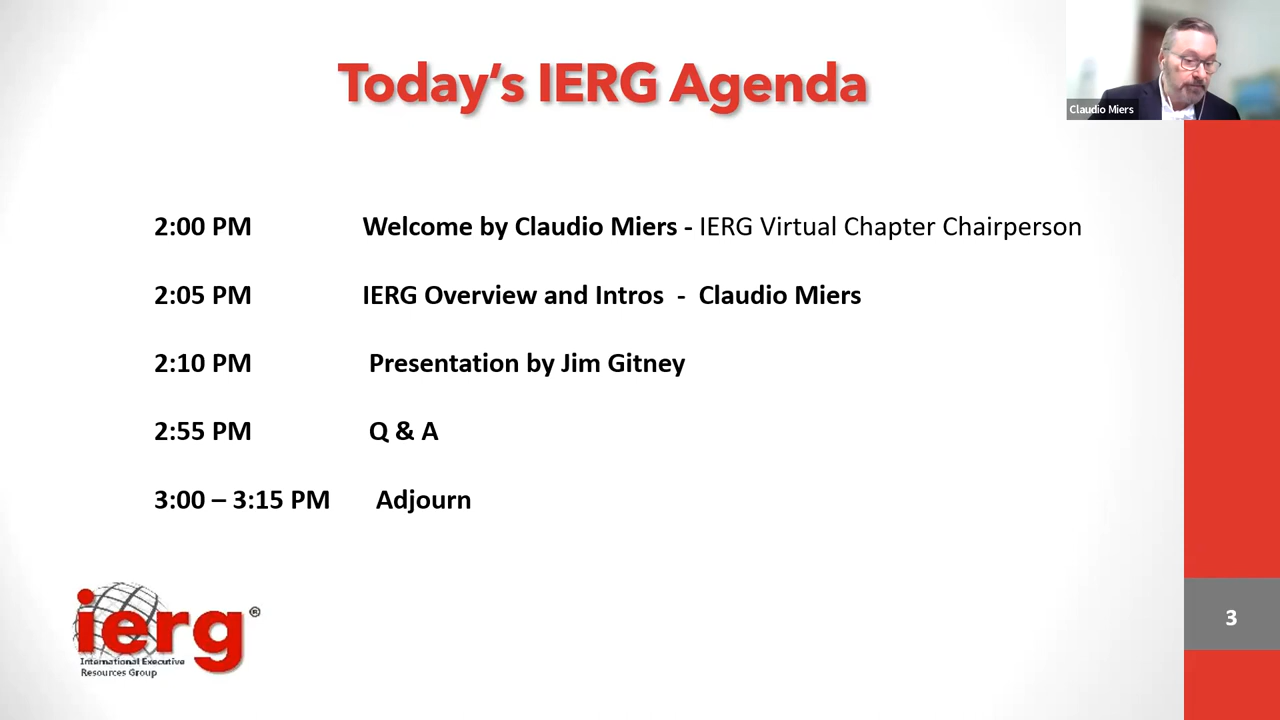 Today's IERG Agenda
Claudio Miers
2:00 PM Welcome by Claudio Miers - IERG Virtual Chapter Chairperson
2:05 PM IERG Overview and Intros - Claudio Miers
2:10 PM Presentation by Jim Gitney
2:55 PM Q & A
3:00 – 3:15 PM Adjourn
ierg®
International Executive
Resources Group
3